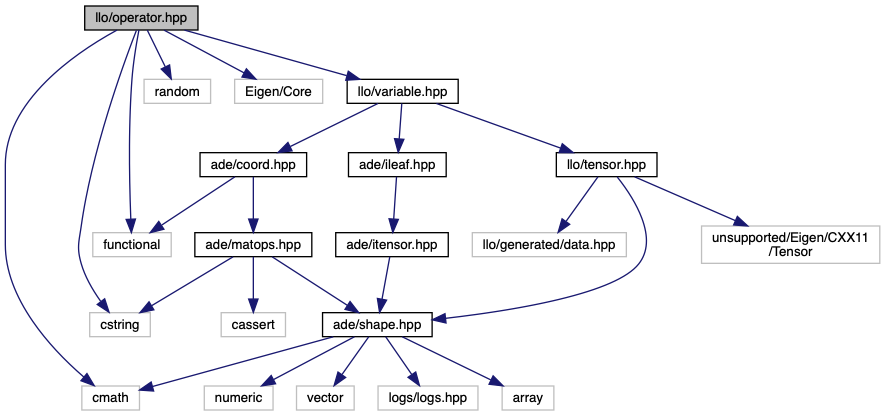 llo/operator.hpp
random
Eigen/Core
llo/variable.hpp
ade/coord.hpp
ade/ileaf.hpp
llo/tensor.hpp
functional
ade/matops.hpp
ade/itensor.hpp
llo/generated/data.hpp
unsupported/Eigen/CXX11
/Tensor
cstring
cassert
ade/shape.hpp
cmath
numeric
vector
logs/logs.hpp
array